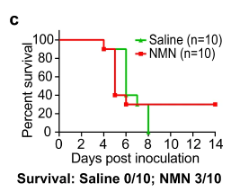 c
Saline (n=10)
NMN (n=10)
Percent survival
100
80
60
40
20
0
0 2 4 6 8 10 12 14
Days post inoculation
Survival: Saline 0/10; NMN 3/10